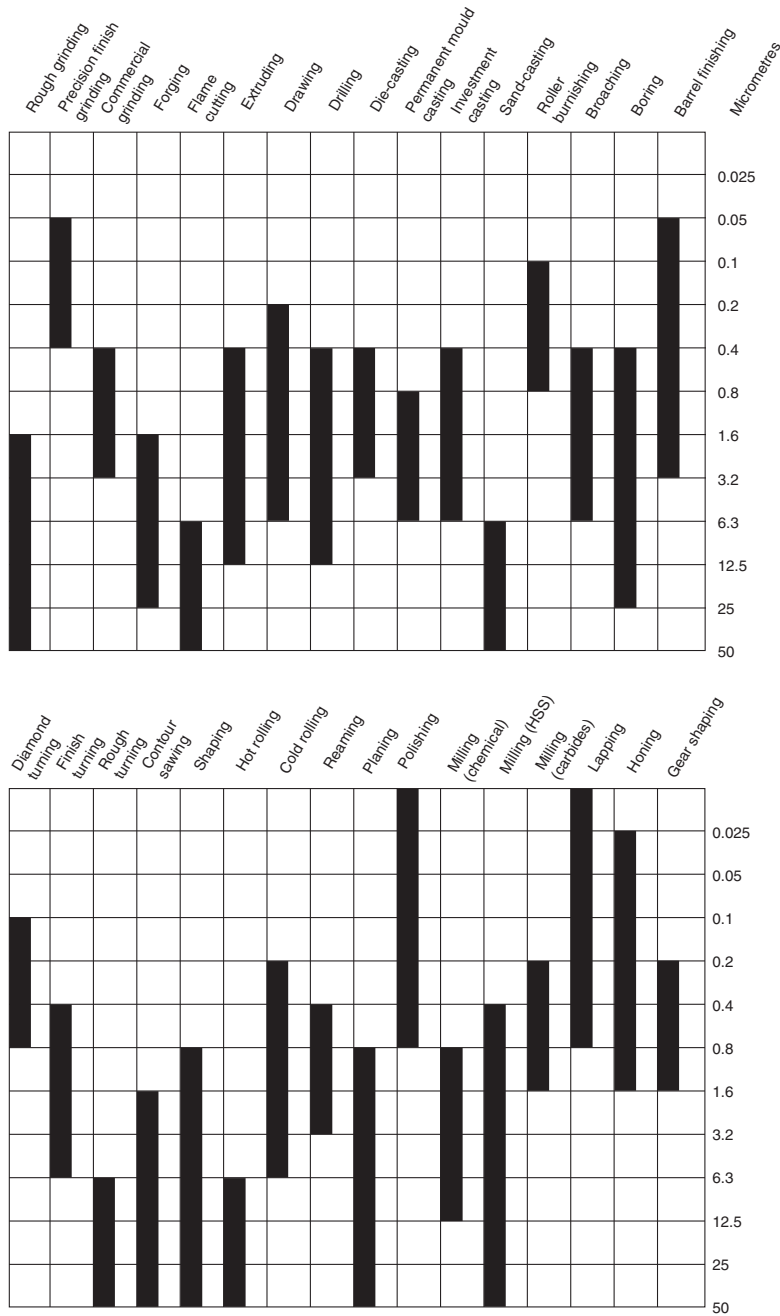 Rough grinding
Precision finish
grinding
Commercial
grinding
Forging
Flame
cutting
Extruding
Drawing
Drilling
Die-casting
Permanent mould
casting
Investment
casting
Sand-casting
Roller
burnishing
Broaching
Boring
Barrel finishing
Micrometres
0.025
0.05
0.1
0.2
0.4
0.8
1.6
3.2
6.3
12.5
25
50
Diamond
turning
Finish
turning
Rough
turning
Contour
sawing
Shaping
Hot rolling
Cold rolling
Reaming
Planing
Polishing
Milling
(chemical)
Milling (HSS)
Milling
(carbides)
Lapping
Honing
Gear shaping
0.025
0.05
0.1
0.2
0.4
0.8
1.6
3.2
6.3
12.5
25
50